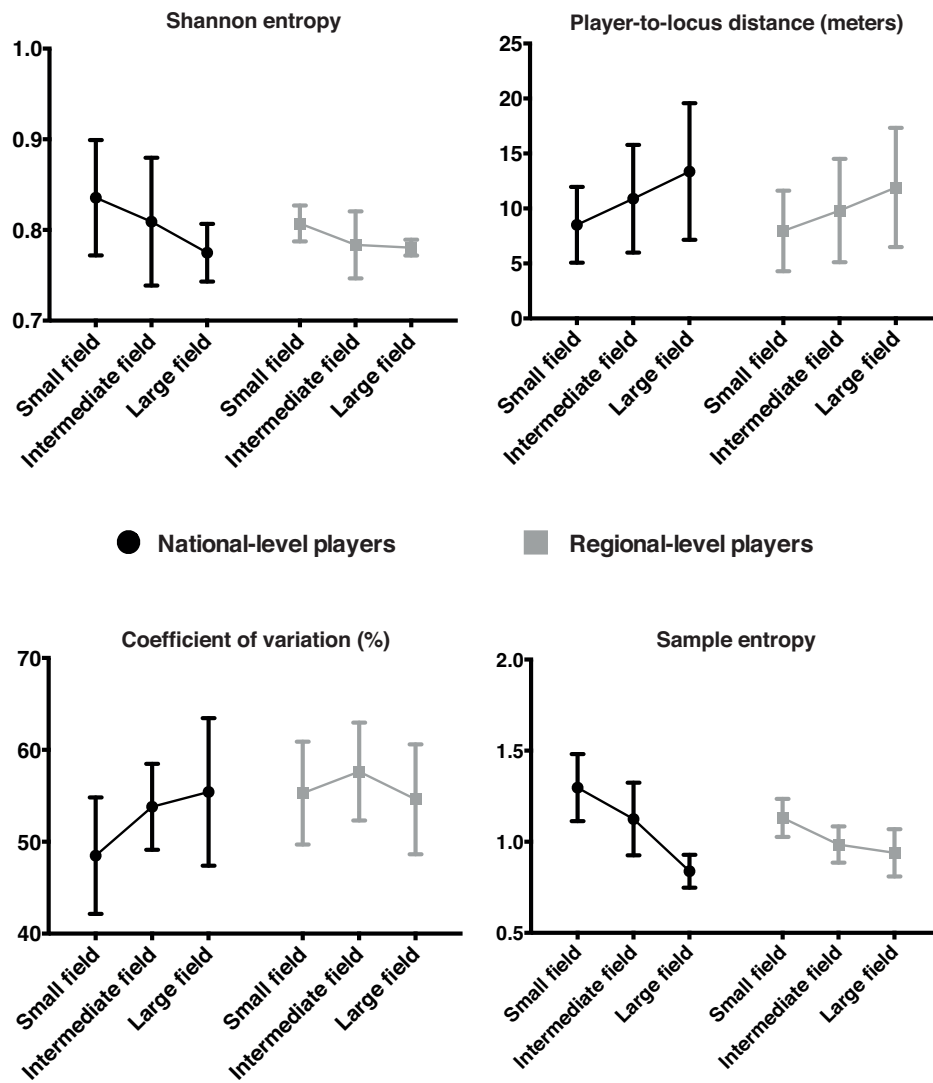 Shannon entropy
1.0
0.9
0.8
0.7
Small field
Intermediate field
Large field
Small field
Intermediate field
Large field
Player-to-locus distance (meters)
25
20
15
10
5
0
Small field
Intermediate field
Large field
Small field
Intermediate field
Large field
National-level players
Regional-level players
Coefficient of variation (%)
70
60
50
40
Small field
Intermediate field
Large field
Small field
Intermediate field
Large field
Sample entropy
2.0
1.5
1.0
0.5
Small field
Intermediate field
Large field
Small field
Intermediate field
Large field